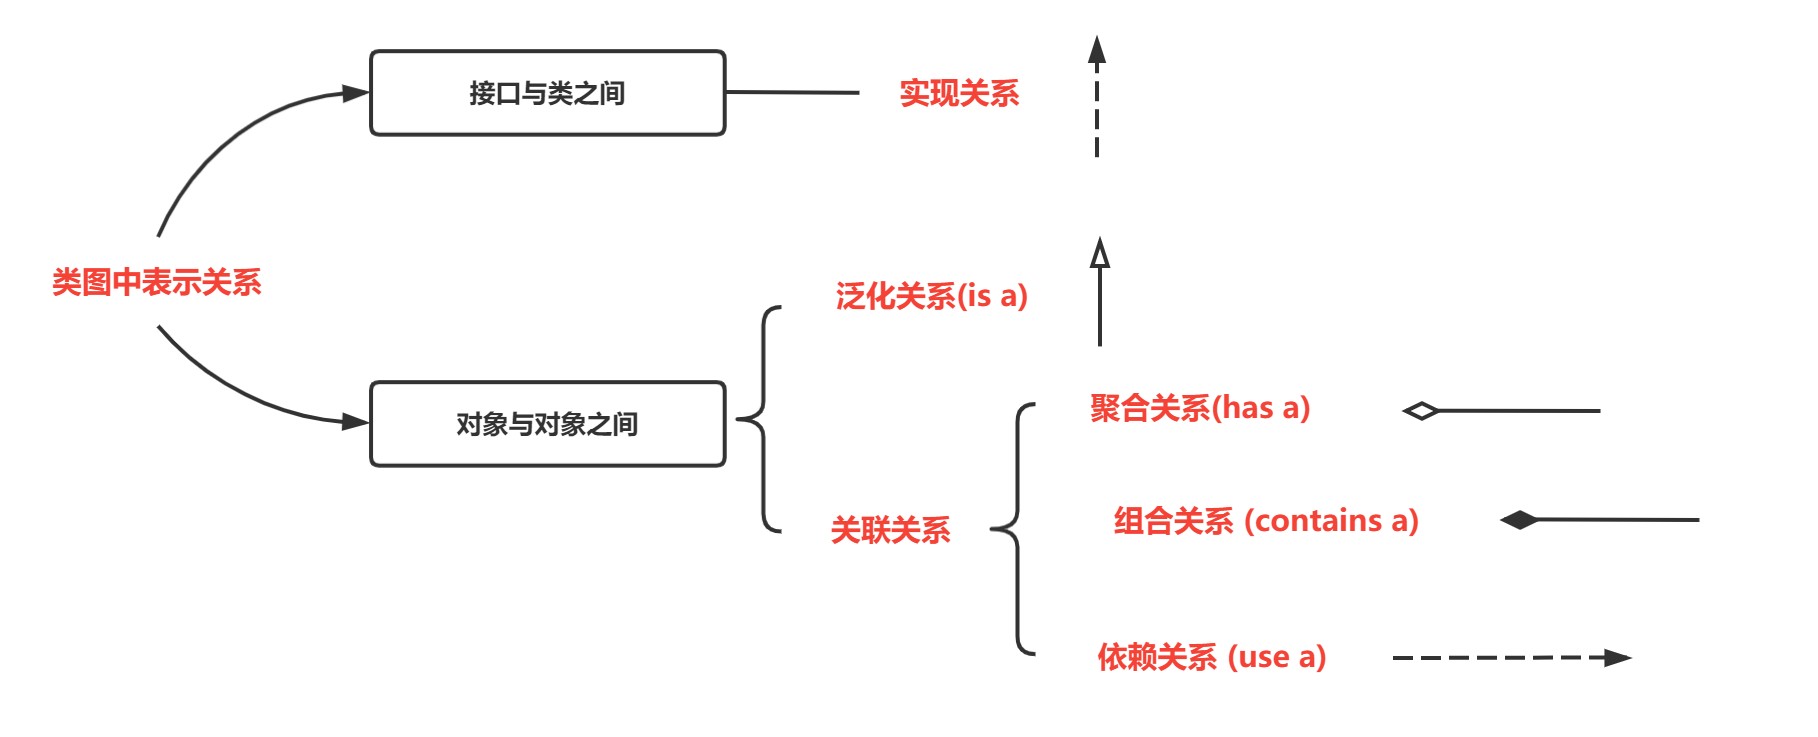 接口与类之间
实现关系
类图中表示关系
泛化关系(is a)
对象与对象之间
聚合关系(has a)
关联关系
组合关系 (contains a)
依赖关系 (use a)